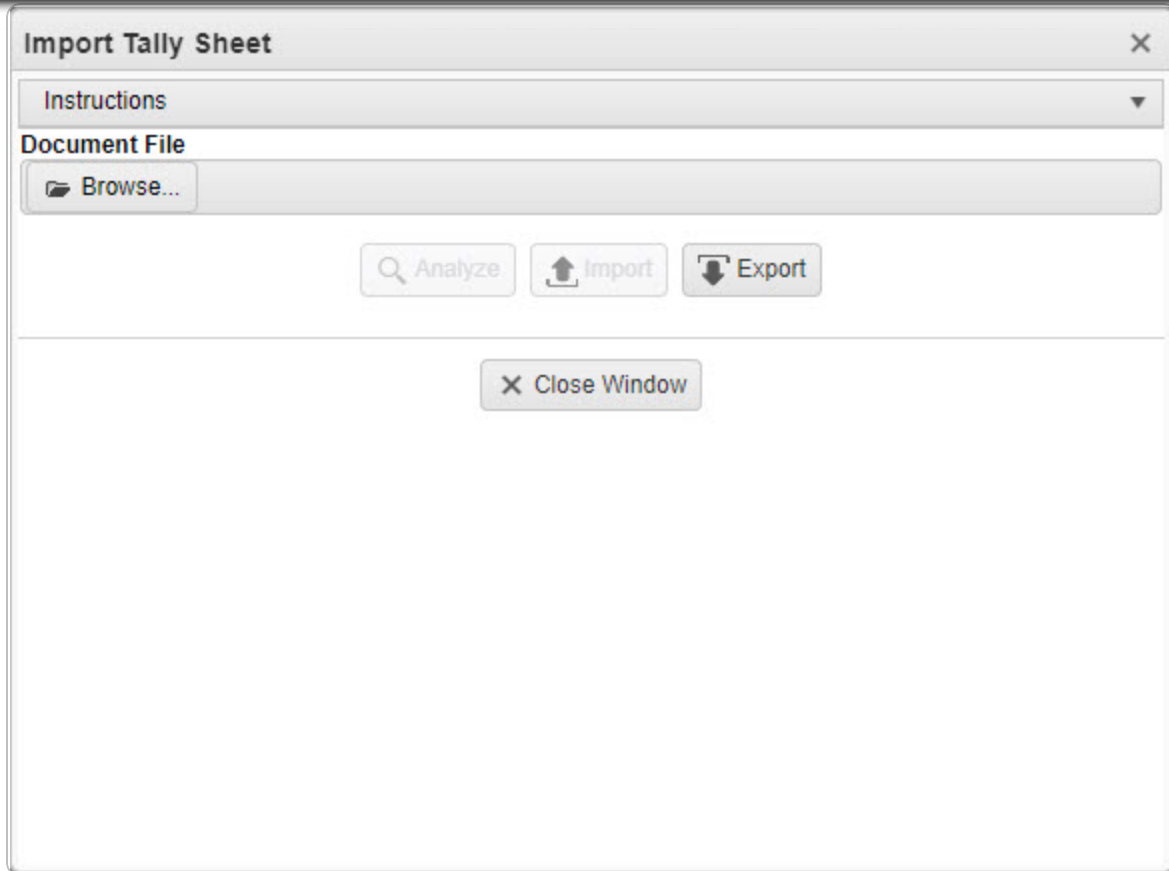 Import Tally Sheet
Instructions
Document File
Browse...
Analyze Import Export
Close Window